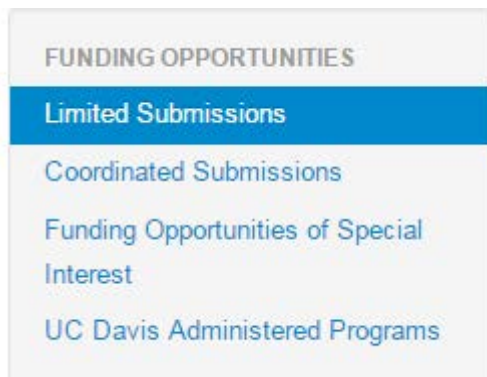 FUNDING OPPORTUNITIES
Limited Submissions
Coordinated Submissions
Funding Opportunities of Special
Interest
UC Davis Administered Programs